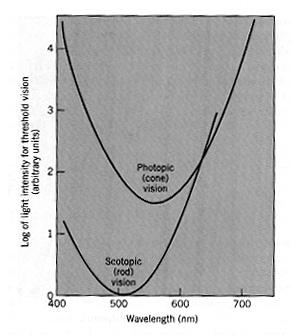 Log of light intensity for threshold vision
(arbitrary units)
4
3
2
1
0
Photopic
(cone)
vision
Scotopic
(rod)
vision
400
500
600
700
Wavelength (nm)